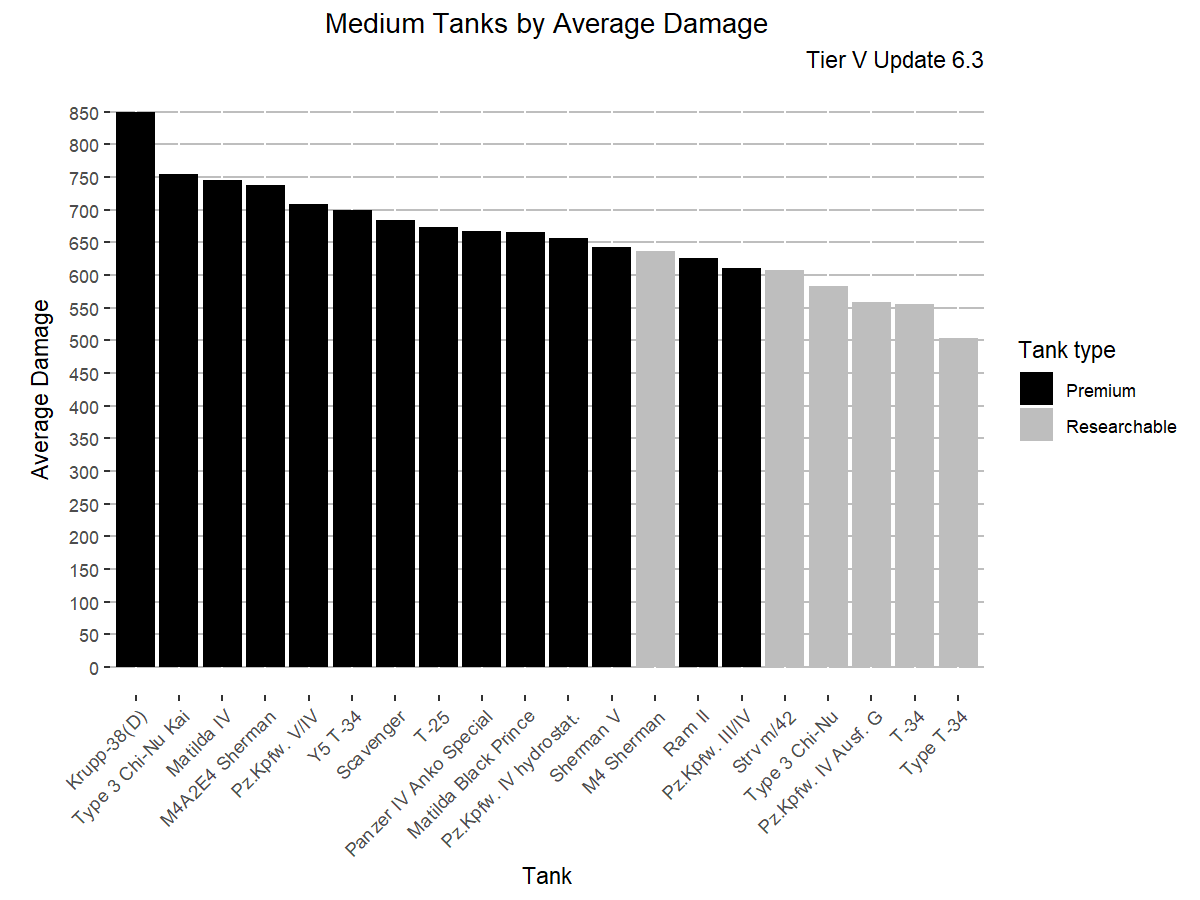 Medium Tanks by Average Damage
Tier V Update 6.3
Average Damage
850
800
750
700
650
600
550
500
450
400
350
300
250
200
150
100
50
0
Krupp-38(D)
Type 3 Chi-Nu Kai
Matilda IV
M4A2E4 Sherman
Pz.Kpfw. V/IV
Y5 T-34
Scavenger
T-25
Panzer IV Anko Special
Matilda Black Prince
Pz.Kpfw. IV hydrostat.
Sherman V
M4 Sherman
Ram II
Pz.Kpfw. III/IV
Strv m/42
Type 3 Chi-Nu
Pz.Kpfw. IV Ausf. G
T-34
Type T-34
Tank
Tank type
Premium
Researchable